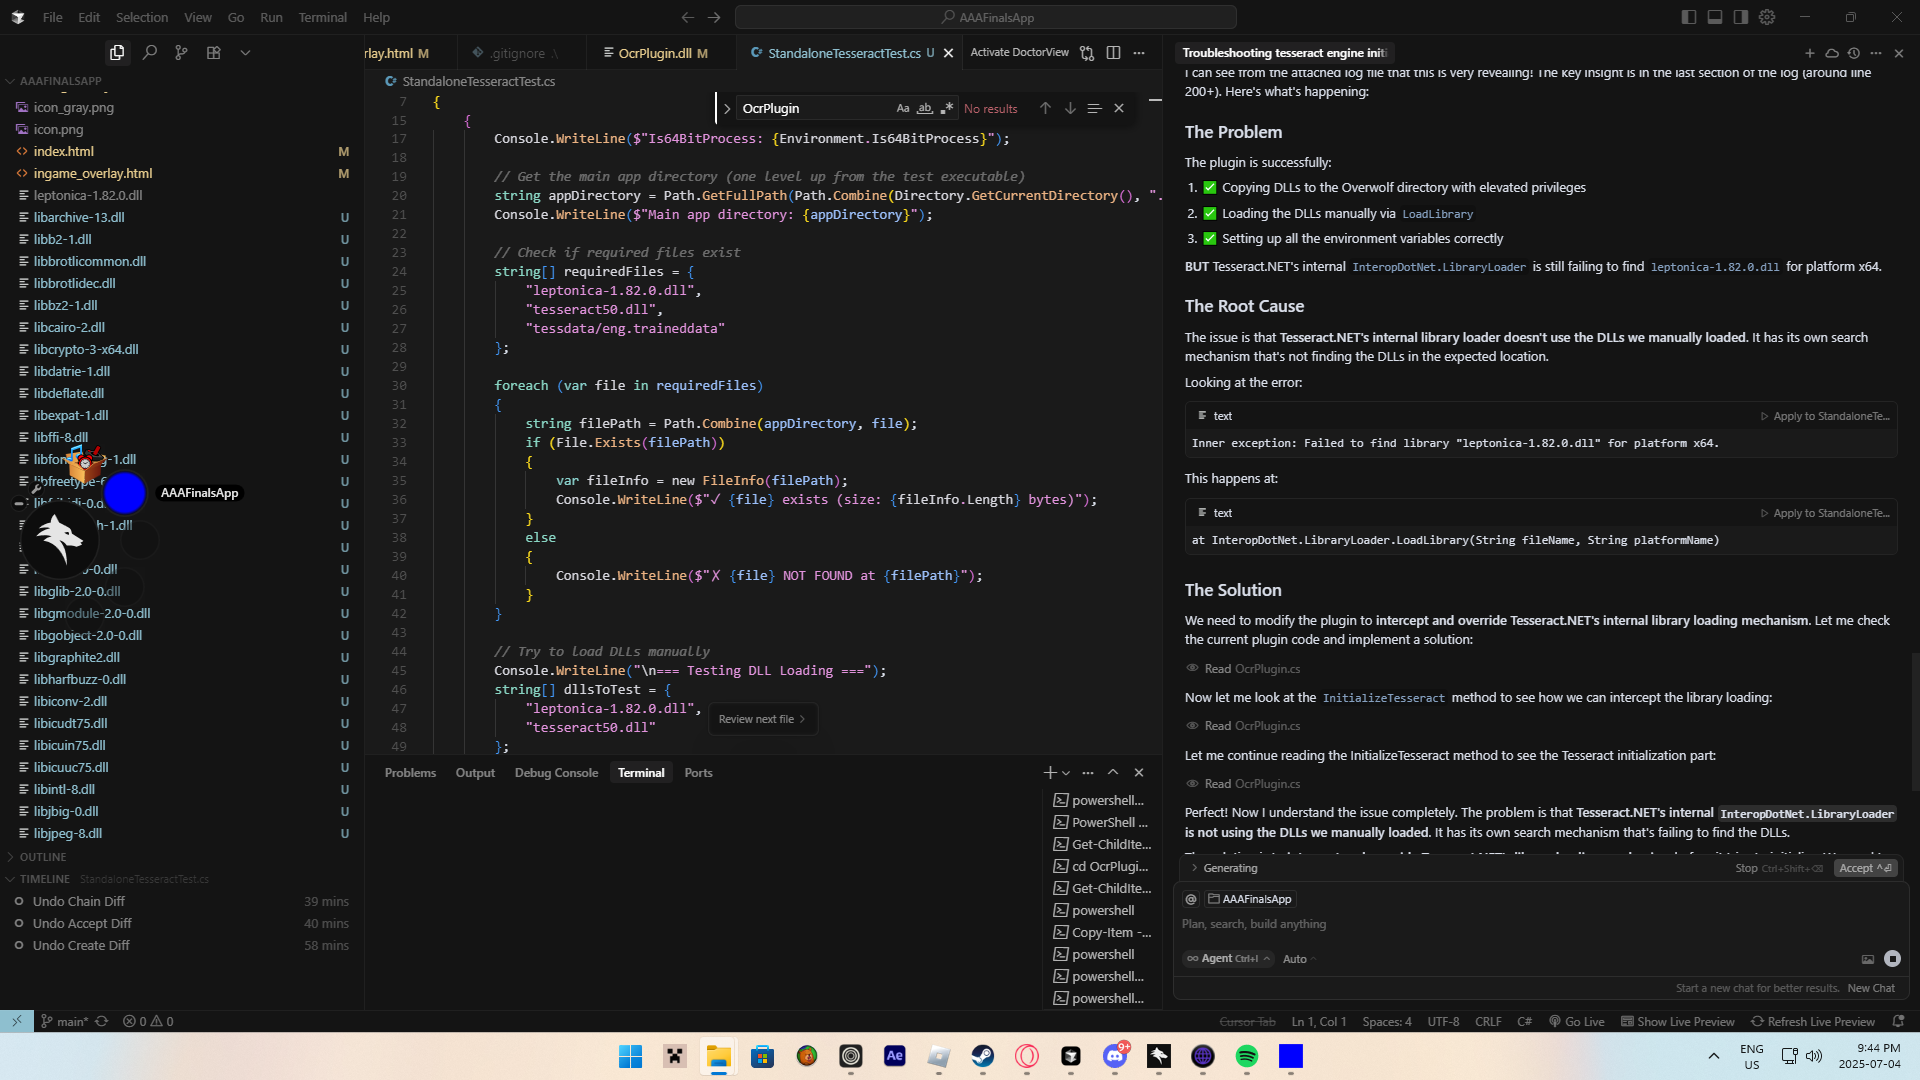 File Edit Selection View Go Run Terminal Help
AAAFinalsApp
AAAFINALSAPP
icon_gray.png
icon.png
index.html M
ingame_overlay.html M
leptonica-1.82.0.dll
libarchive-13.dll U
libb2-1.dll U
libbrotlicommon.dll U
libbrotlidec.dll U
libbz2-1.dll U
libcairo-2.dll U
libcrypto-3-x64.dll U
libdatrie-1.dll U
libdeflate.dll U
libexpat-1.dll U
libffi-8.dll U
U
U
U
AAAFinalsApp
U
U
U
libglib-2.0-0.dll U
libgmodule-2.0-0.dll U
libgobject-2.0-0.dll U
libgraphite2.dll U
libharfbuzz-0.dll U
libiconv-2.dll U
libicudt75.dll U
libicuin75.dll U
libicuuc75.dll U
libintl-8.dll U
libjbig-0.dll U
libjpeg-8.dll U
OUTLINE
TIMELINE StandaloneTesseractTest.cs
Undo Chain Diff 39 mins
Undo Accept Diff 40 mins
Undo Create Diff 58 mins
rlay.html M .gitignore OcrPlugin.dll M StandaloneTesseractTest.cs U Activate DoctorView
StandaloneTesseractTest.cs
OcrPlugin Aa ab No results
7 {
15 {
17 Console.WriteLine($"Is64BitProcess: {Environment.Is64BitProcess}");
18
19 // Get the main app directory (one level up from the test executable)
20 string appDirectory = Path.GetFullPath(Path.Combine(Directory.GetCurrentDirectory(), ".
21 Console.WriteLine($"Main app directory: {appDirectory}");
22
23 // Check if required files exist
24 string[] requiredFiles = {
25 "leptonica-1.82.0.dll",
26 "tesseract50.dll",
27 "tessdata/eng.traineddata"
28 };
29
30 foreach (var file in requiredFiles)
31 {
32 string filePath = Path.Combine(appDirectory, file);
33 if (File.Exists(filePath))
34 {
35 var fileInfo = new FileInfo(filePath);
36 Console.WriteLine($"✓ {file} exists (size: {fileInfo.Length} bytes)");
37 }
38 else
39 {
40 Console.WriteLine($"✗ {file} NOT FOUND at {filePath}");
41 }
42 }
43
44 // Try to load DLLs manually
45 Console.WriteLine("\n=== Testing DLL Loading ===");
46 string[] dllsToTest = {
47 "leptonica-1.82.0.dll",
48 "tesseract50.dll"
49 };
Review next file
Problems Output Debug Console Terminal Ports
powershell...
PowerShell ...
Get-ChildIte...
cd OcrPlugi...
Get-ChildIte...
powershell
Copy-Item -...
powershell
powershell...
powershell...
Troubleshooting tesseract engine initi
I can see from the attached log file that this is very revealing! The key insight is in the last section of the log (around line
200+). Here's what's happening:
The Problem
The plugin is successfully:
1. ✅ Copying DLLs to the Overwolf directory with elevated privileges
2. ✅ Loading the DLLs manually via LoadLibrary
3. ✅ Setting up all the environment variables correctly
BUT Tesseract.NET's internal InteropDotNet.LibraryLoader is still failing to find leptonica-1.82.0.dll for platform x64.
The Root Cause
The issue is that Tesseract.NET's internal library loader doesn't use the DLLs we manually loaded. It has its own search
mechanism that's not finding the DLLs in the expected location.
Looking at the error:
text Apply to StandaloneTe...
Inner exception: Failed to find library "leptonica-1.82.0.dll" for platform x64.
This happens at:
text Apply to StandaloneTe...
at InteropDotNet.LibraryLoader.LoadLibrary(String fileName, String platformName)
The Solution
We need to modify the plugin to intercept and override Tesseract.NET's internal library loading mechanism. Let me check
the current plugin code and implement a solution:
Read OcrPlugin.cs
Now let me look at the InitializeTesseract method to see how we can intercept the library loading:
Read OcrPlugin.cs
Let me continue reading the InitializeTesseract method to see the Tesseract initialization part:
Read OcrPlugin.cs
Perfect! Now I understand the issue completely. The problem is that Tesseract.NET's internal InteropDotNet.LibraryLoader
is not using the DLLs we manually loaded. It has its own search mechanism that's failing to find the DLLs.
Generating Stop Ctrl+Shift+⌫ Accept ^⏎
@ AAAFinalsApp
Plan, search, build anything
Agent Ctrl+I Auto
Start a new chat for better results. New Chat
main* 0 0 Cursor Tab Ln 1, Col 1 Spaces: 4 UTF-8 CRLF C# Go Live Show Live Preview Refresh Live Preview
Ae 9+
ENG
US
9:44 PM
2025-07-04